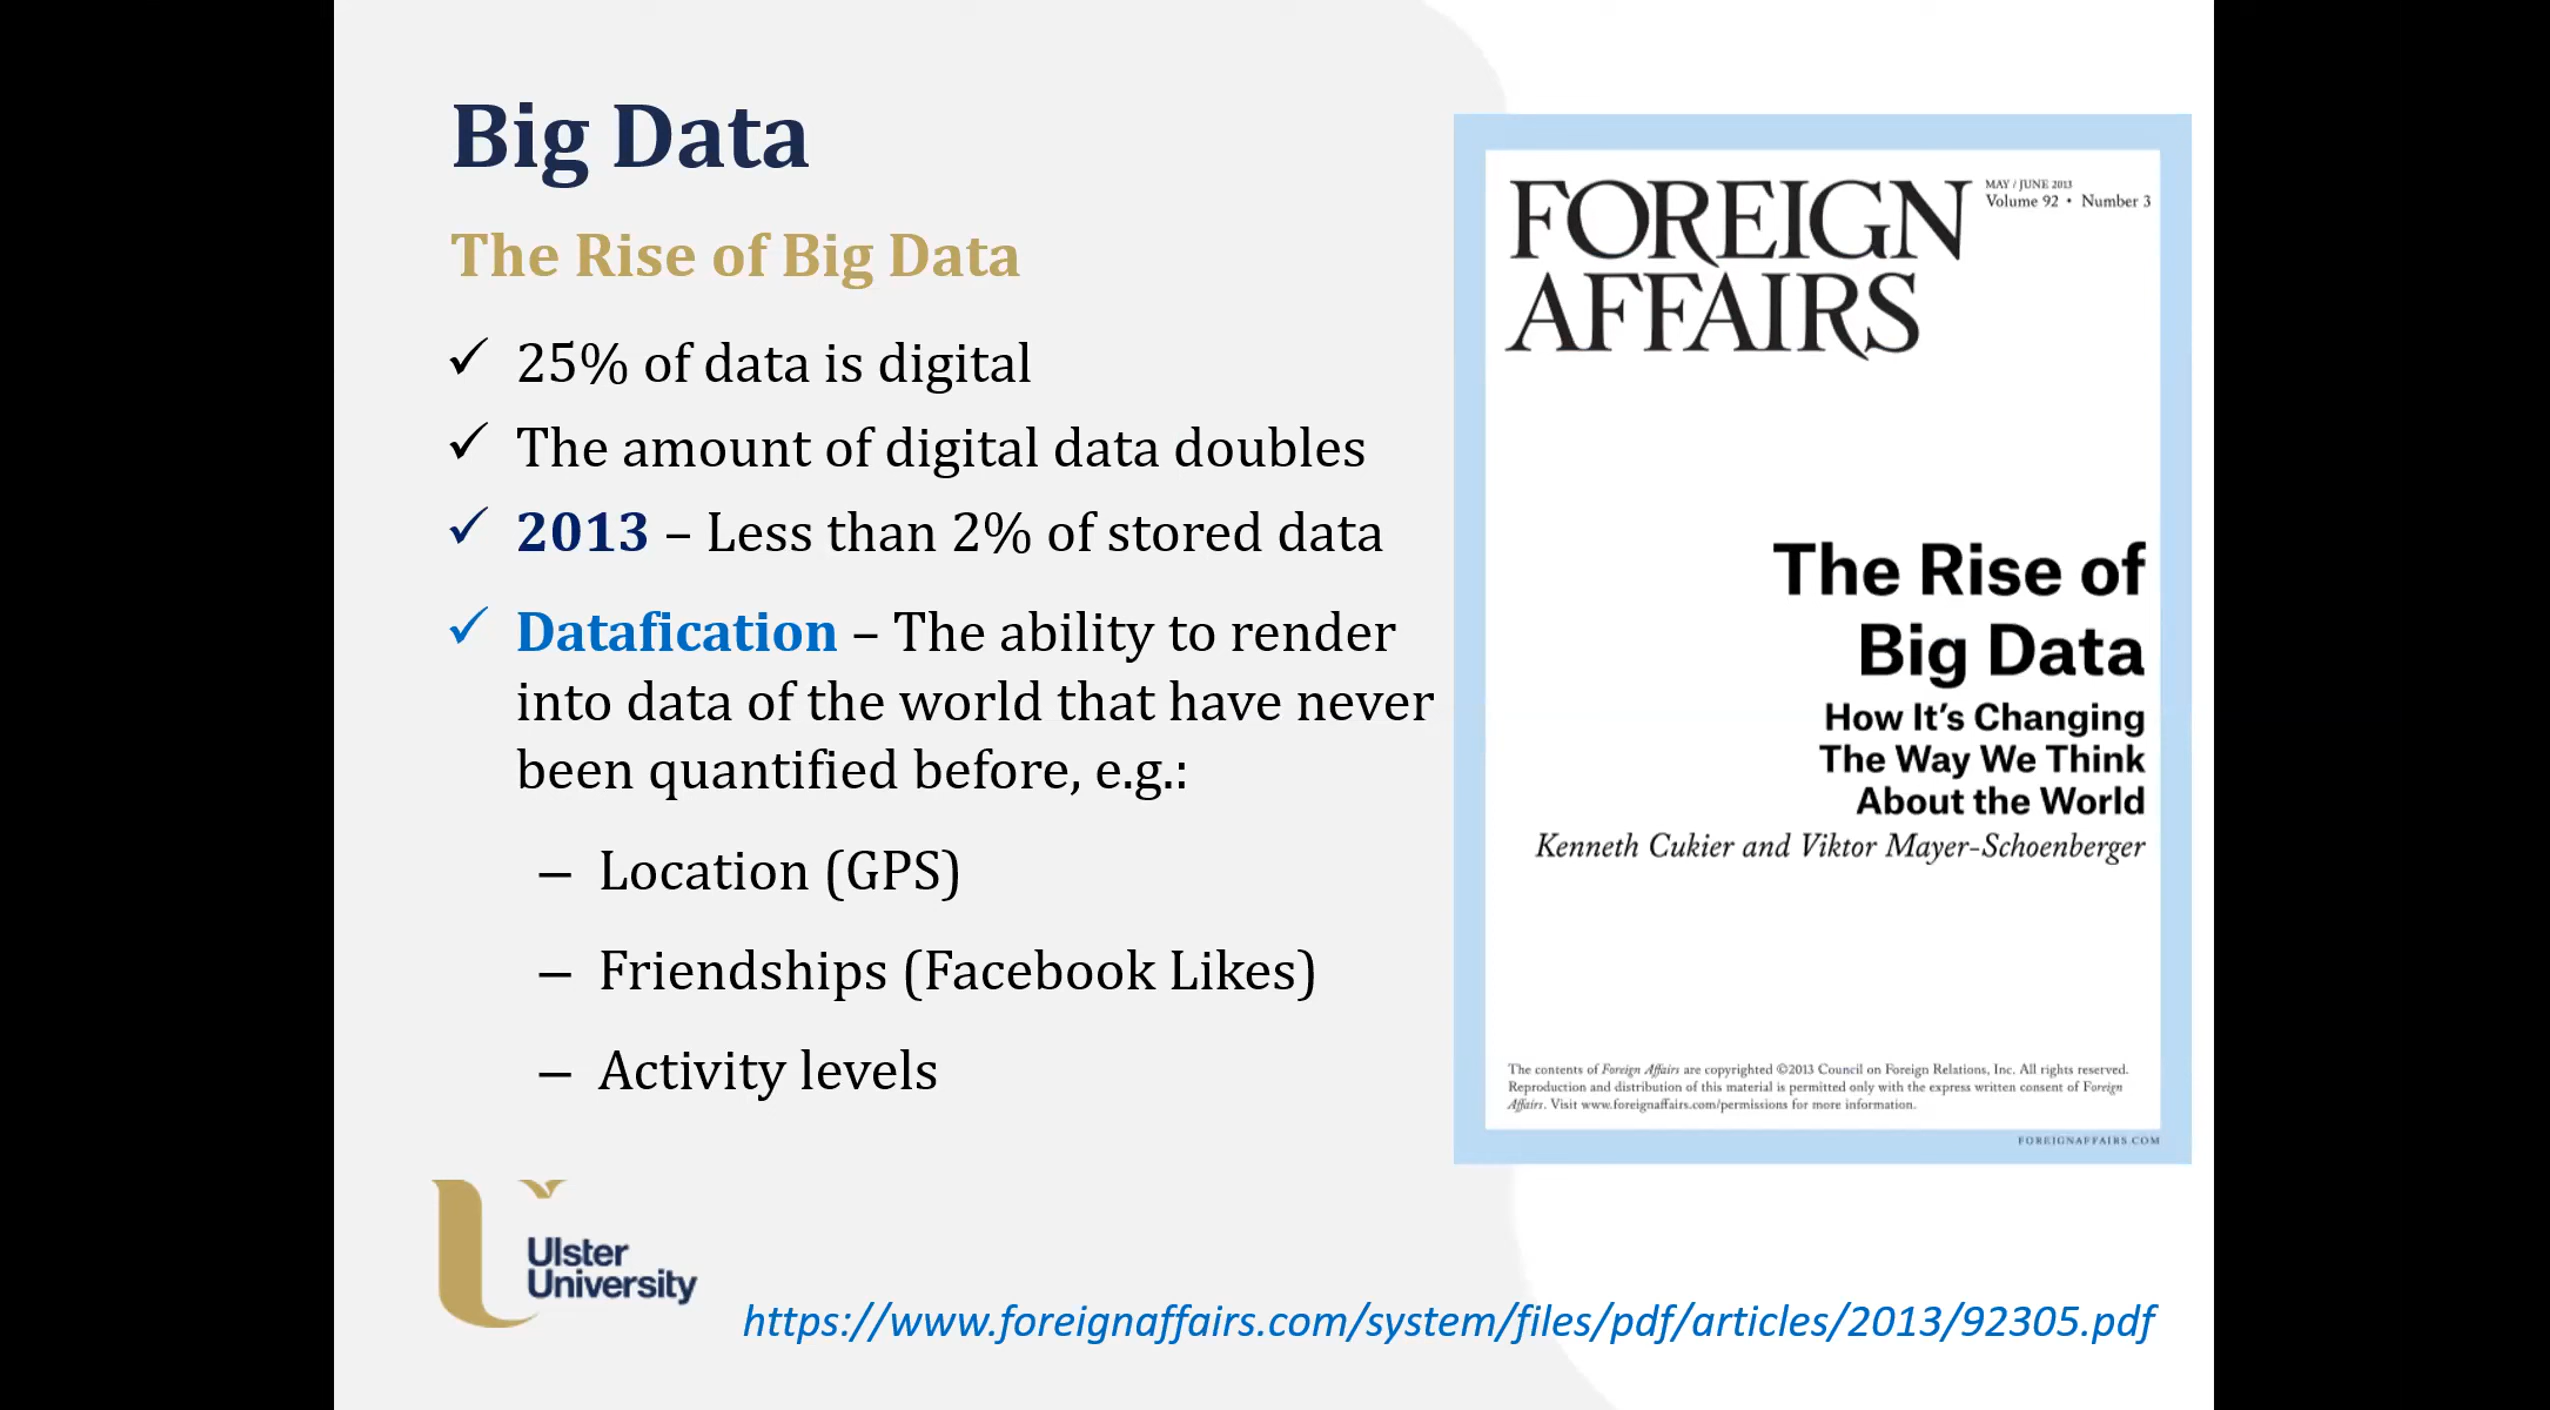 Big Data
The Rise of Big Data
✓ 25% of data is digital
✓ The amount of digital data doubles
✓ 2013 – Less than 2% of stored data
✓ Datafication – The ability to render
into data of the world that have never
been quantified before, e.g.:
– Location (GPS)
– Friendships (Facebook Likes)
– Activity levels
FOREIGN
AFFAIRS
MAY / JUNE 2013
Volume 92 • Number 3
The Rise of
Big Data
How It's Changing
The Way We Think
About the World
Kenneth Cukier and Viktor Mayer-Schoenberger
The contents of Foreign Affairs are copyrighted ©2013 Council on Foreign Relations, Inc. All rights reserved.
Reproduction and distribution of this material is permitted only with the express written consent of Foreign
Affairs. Visit www.foreignaffairs.com/permissions for more information.
FOREIGNAFFAIRS.COM
Ulster
University
https://www.foreignaffairs.com/system/files/pdf/articles/2013/92305.pdf